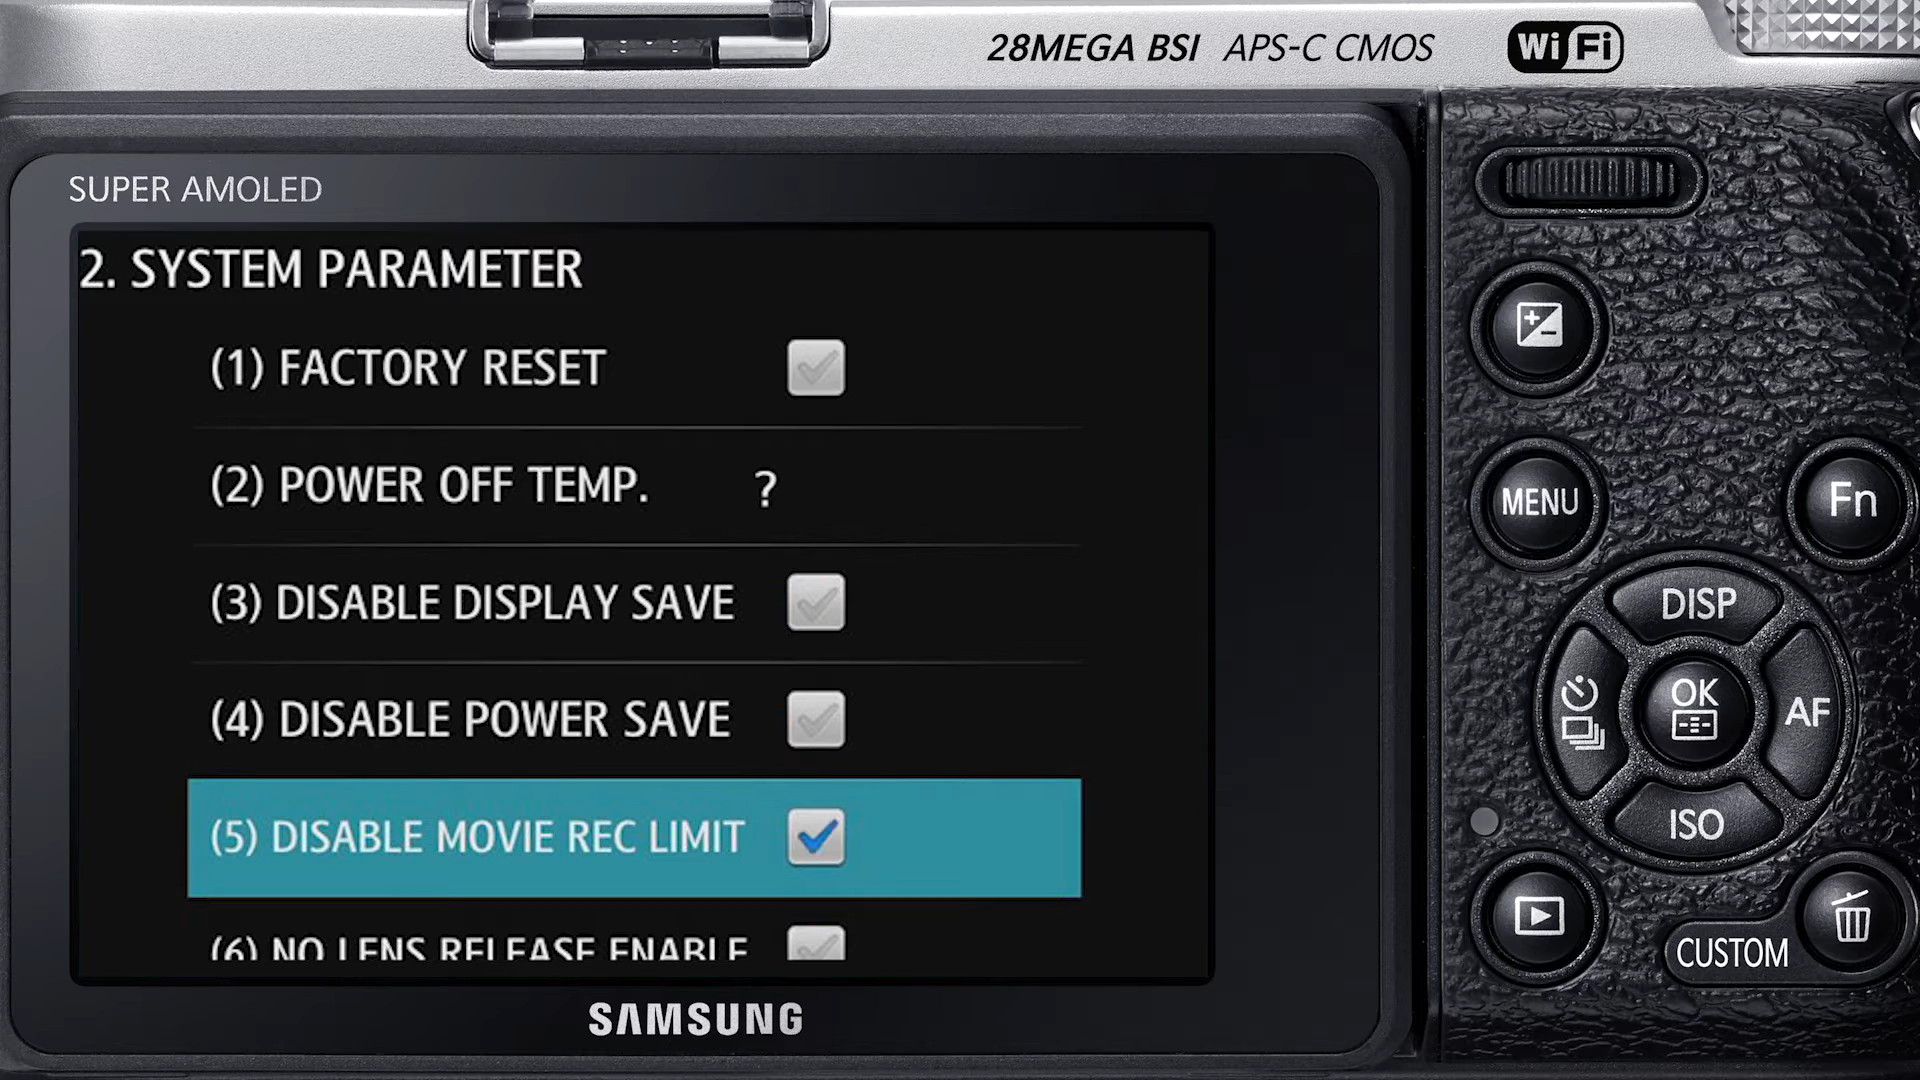 28MEGA BSI APS-C CMOS
Wi Fi
SUPER AMOLED
2. SYSTEM PARAMETER
(1) FACTORY RESET
(2) POWER OFF TEMP. ?
(3) DISABLE DISPLAY SAVE
(4) DISABLE POWER SAVE
(5) DISABLE MOVIE REC LIMIT
(6) NO LENS RELEASE ENABLE
SAMSUNG
MENU
Fn
DISP
OK
AF
ISO
CUSTOM